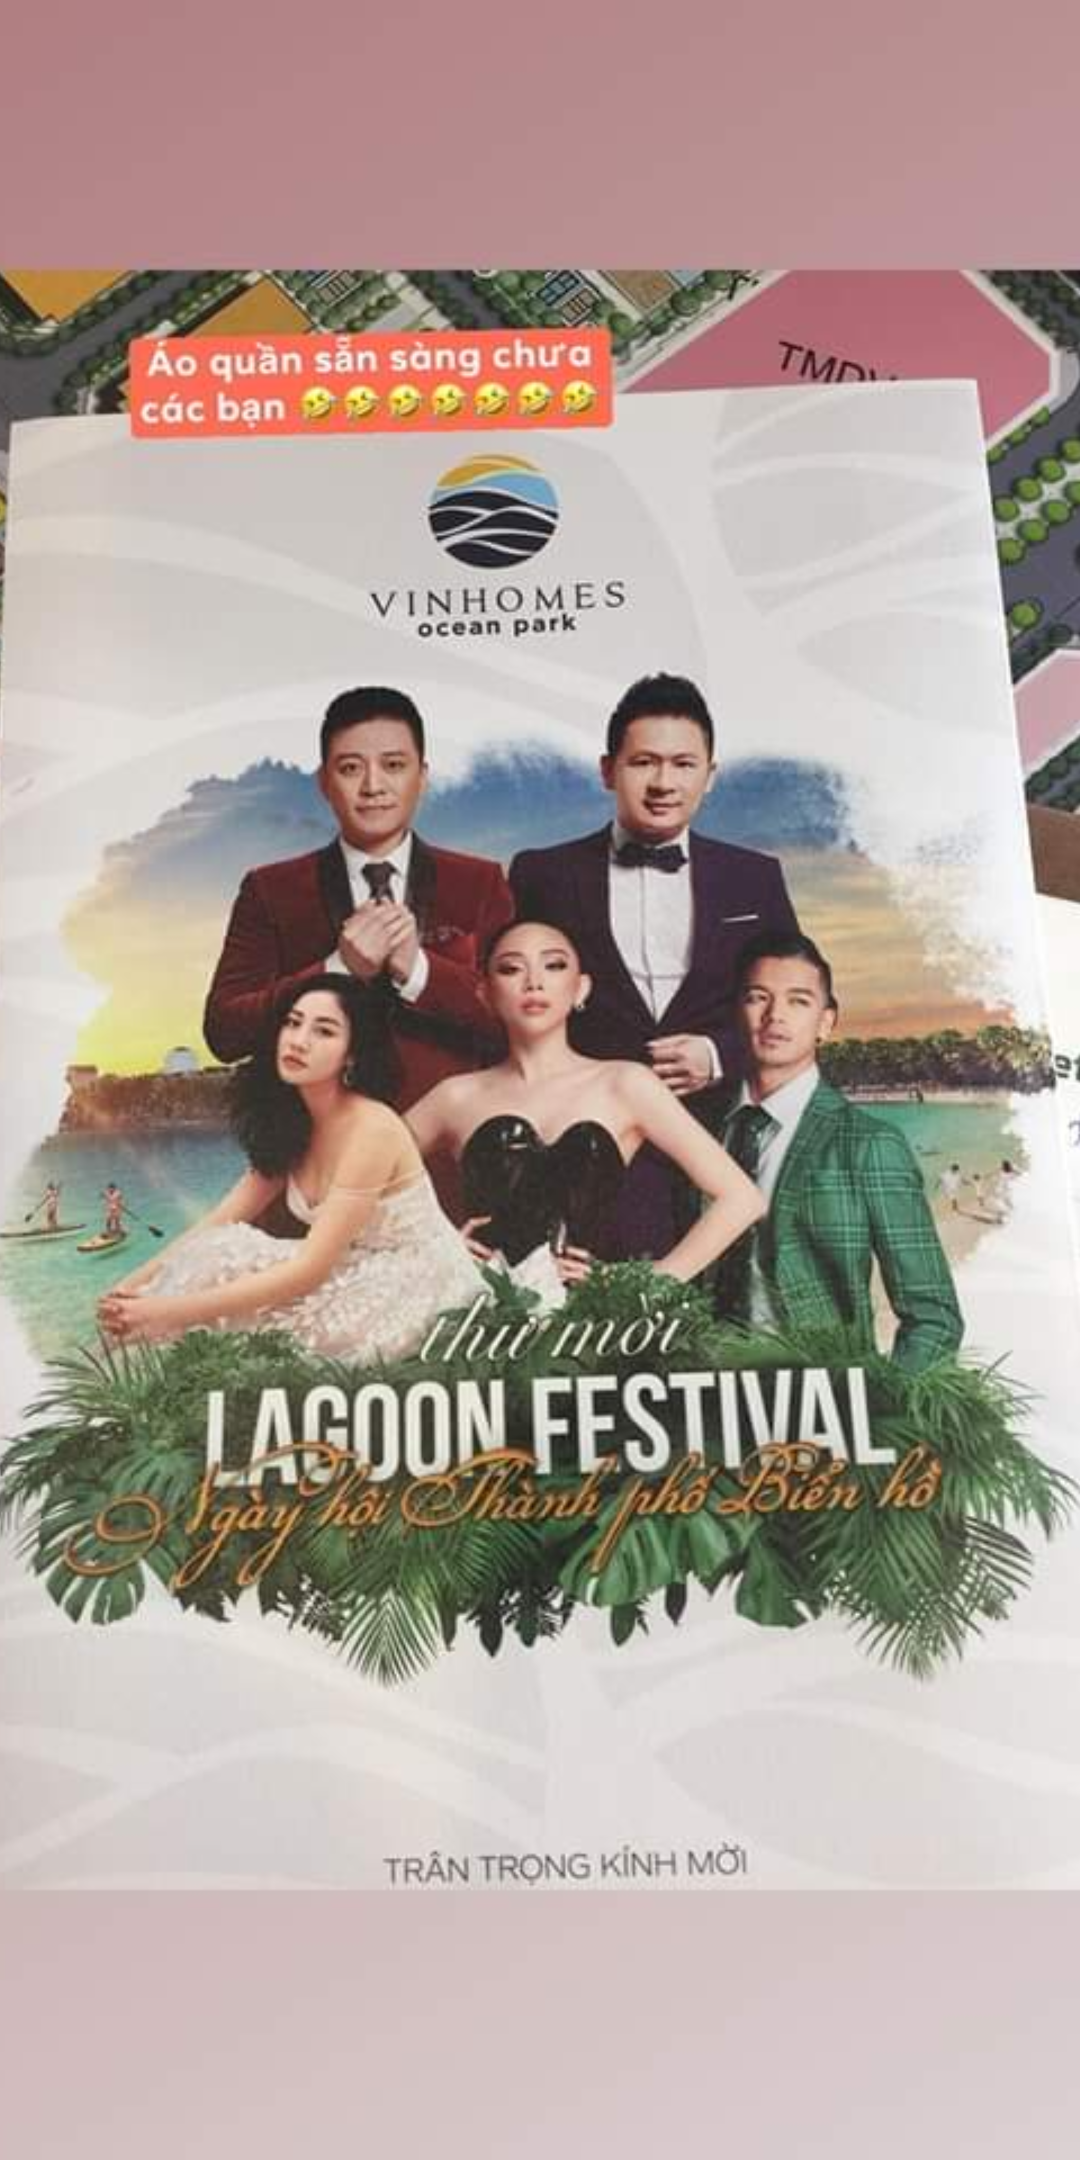 Áo quần sẵn sàng chưa
các bạn 🤣🤣🤣🤣🤣🤣🤣
VINHOMES
ocean park
thư mời
LAGOON FESTIVAL
Ngày hội Thành phố Biển hồ
TRÂN TRỌNG KÍNH MỜI